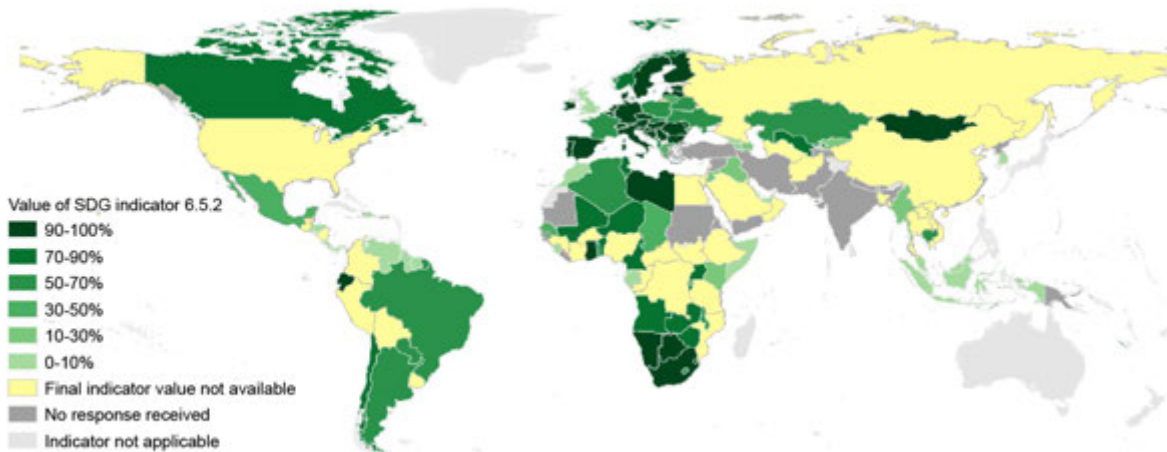 Value of SDG indicator 6.5.2
90-100%
70-90%
50-70%
30-50%
10-30%
0-10%
Final indicator value not available
No response received
Indicator not applicable